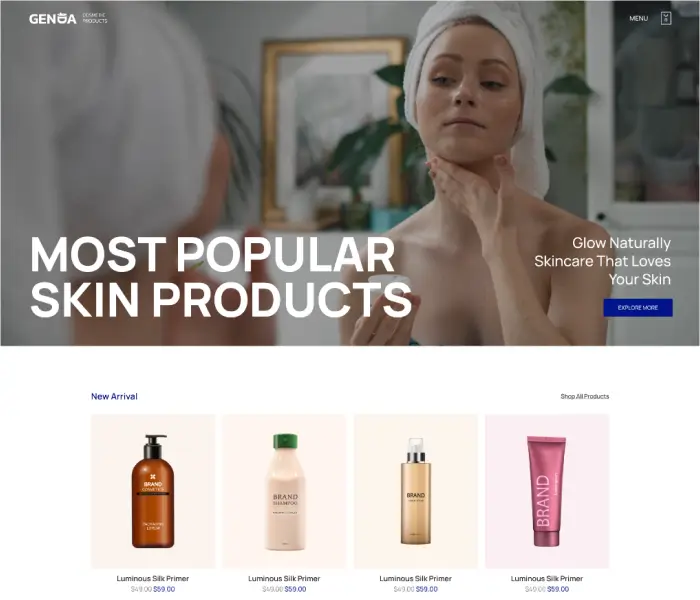 GENOA
COSMETIC
PRODUCTS
MENU
MOST POPULAR
SKIN PRODUCTS
Glow Naturally
Skincare That Loves
Your Skin
EXPLORE MORE
New Arrival
Shop All Products
BRAND
COSMETICS
BRAND
SHAMPOO
BRAND
BRAND
Luminous Silk Primer
$49.00 $59.00
Luminous Silk Primer
$49.00 $59.00
Luminous Silk Primer
$49.00 $59.00
Luminous Silk Primer
$49.00 $59.00